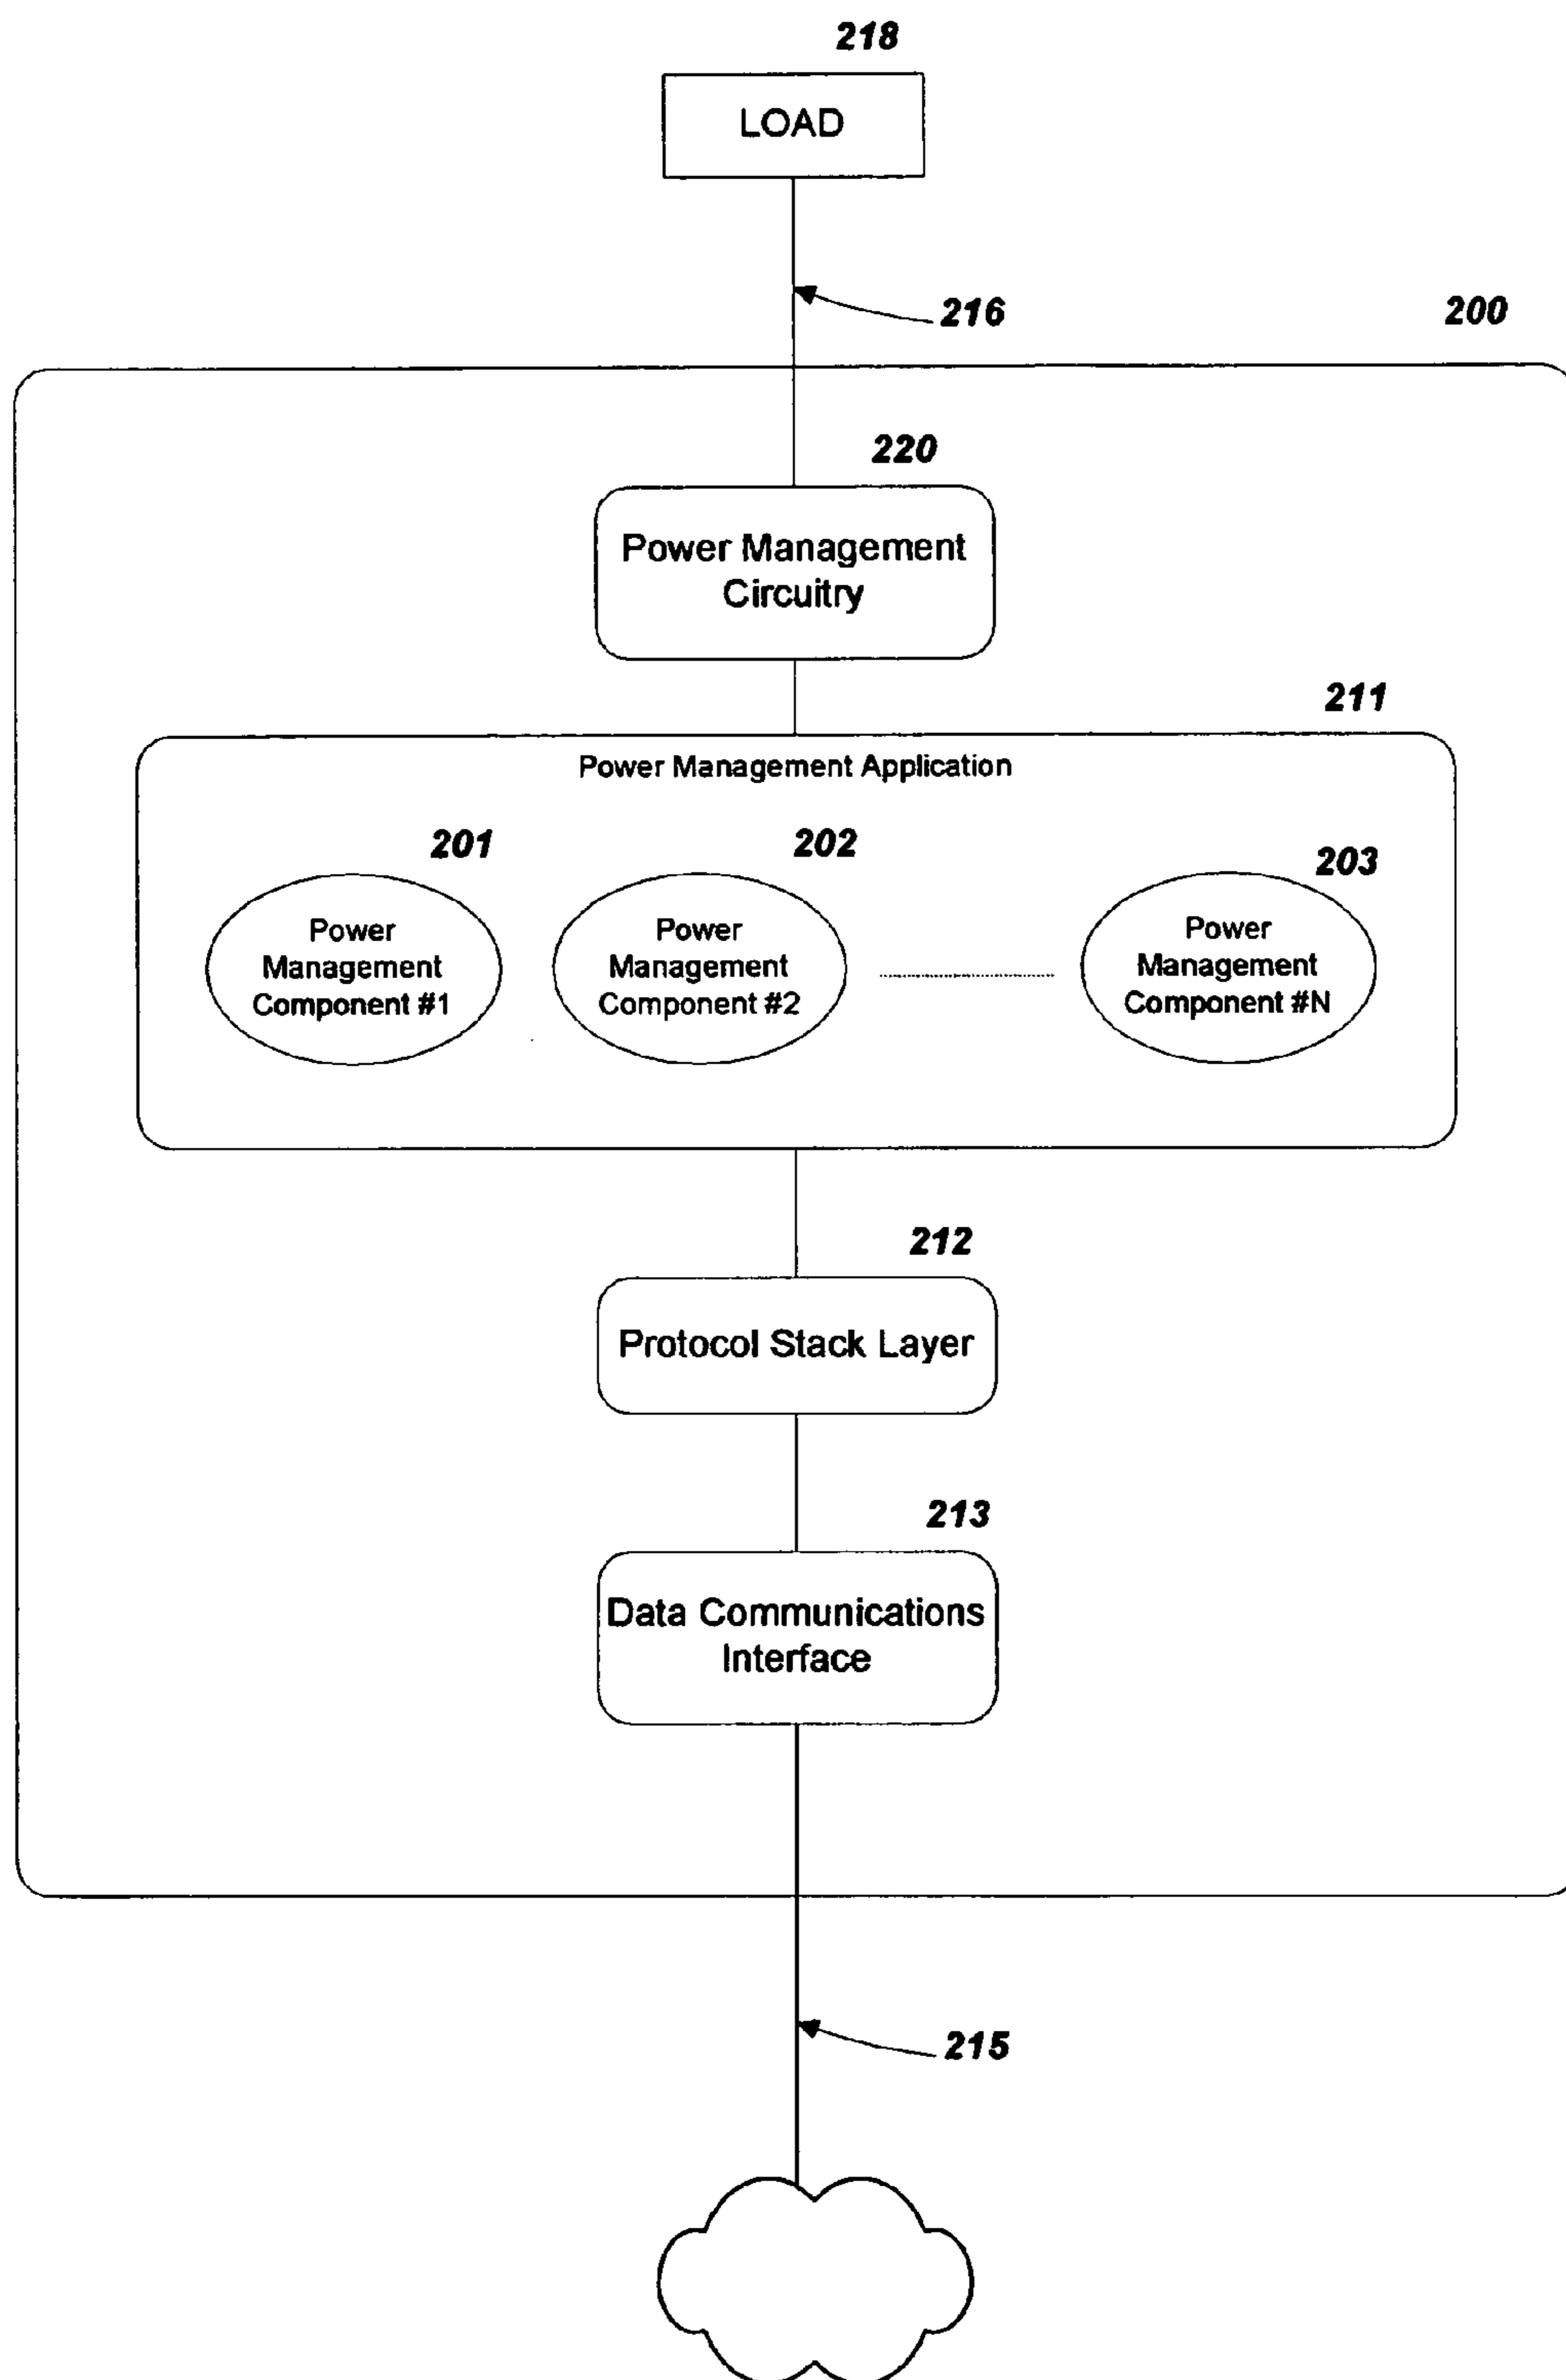 218
LOAD
216
200
220
Power Management
Circuitry
211
Power Management Application
201
202
203
Power
Management
Component #1
Power
Management
Component #2
Power
Management
Component #N
212
Protocol Stack Layer
213
Data Communications
Interface
215